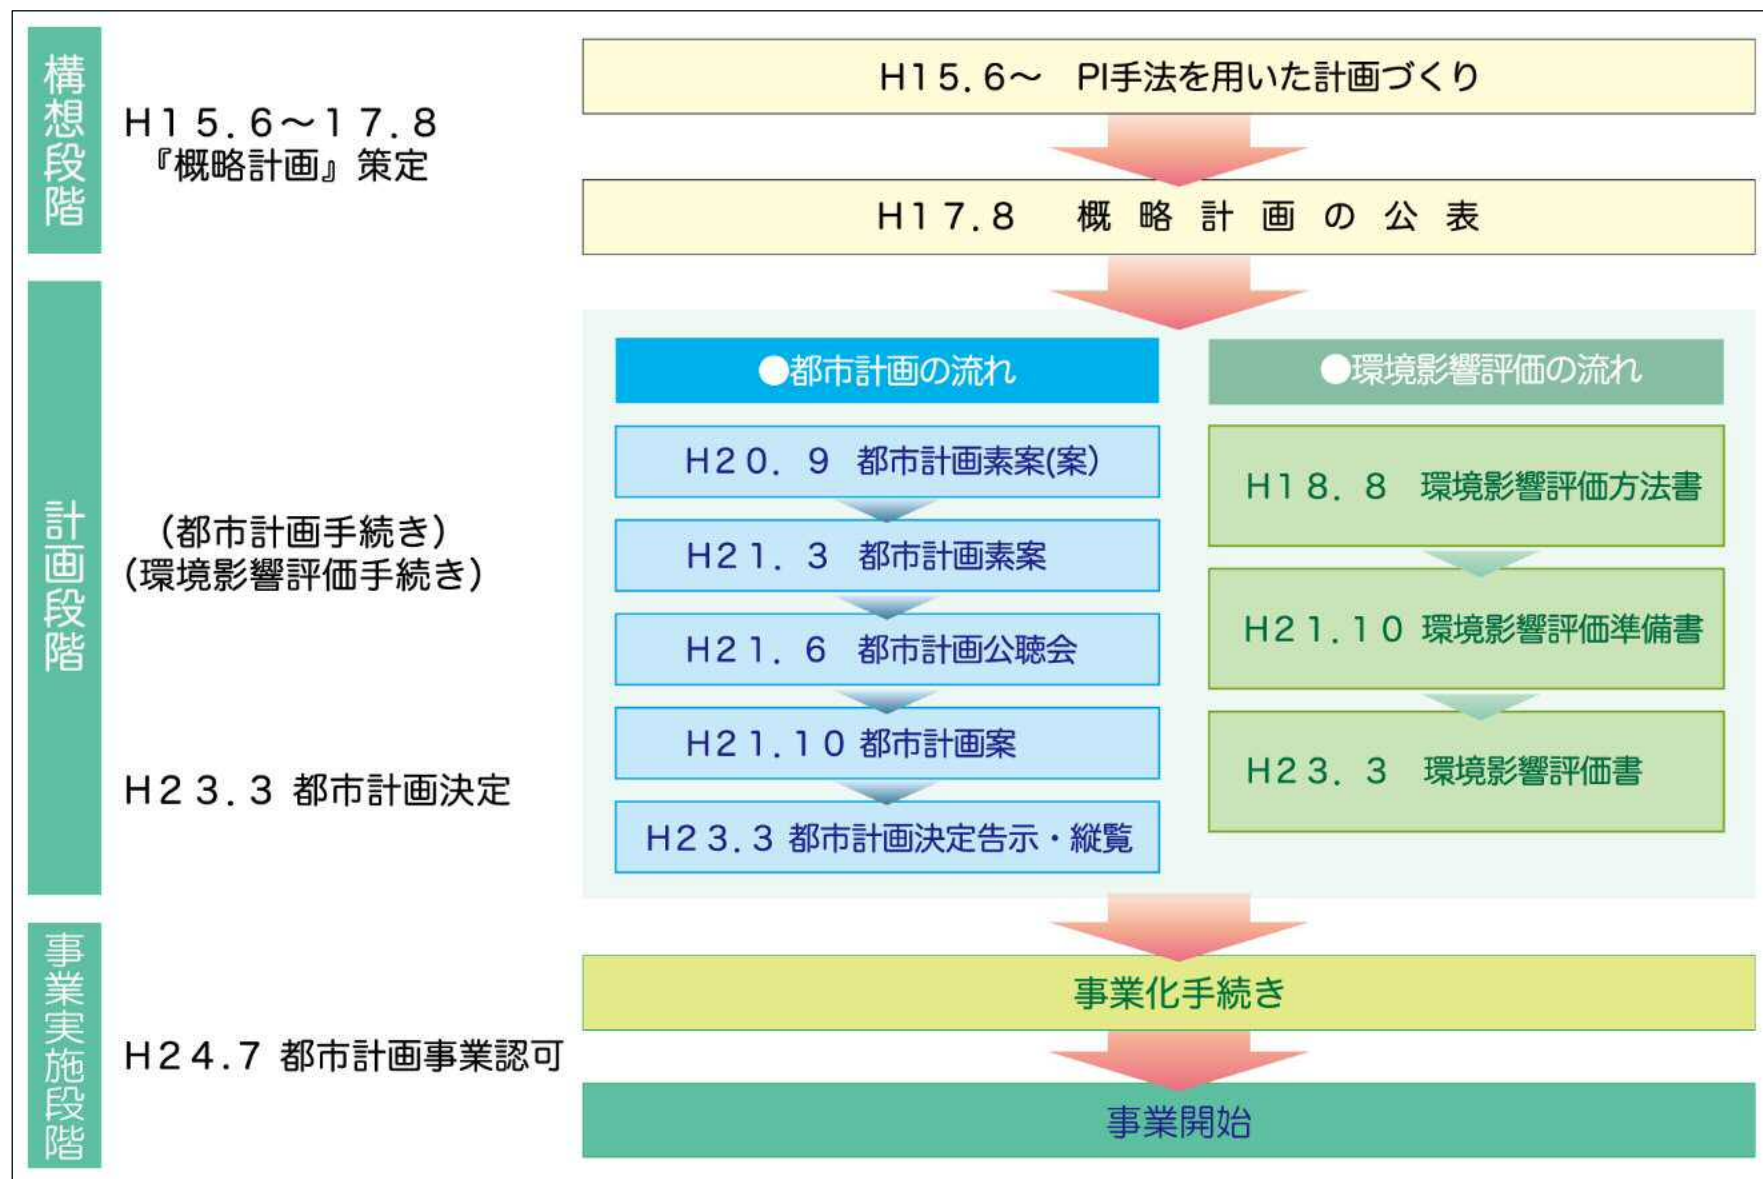 構想段階
H15.6～17.8
『概略計画』策定
H15.6～ PI手法を用いた計画づくり
H17.8 概略計画の公表
計画段階
(都市計画手続き)
(環境影響評価手続き)
H23.3 都市計画決定
●都市計画の流れ
H20.9 都市計画素案(案)
H21.3 都市計画素案
H21.6 都市計画公聴会
H21.10 都市計画案
H23.3 都市計画決定告示・縦覧
●環境影響評価の流れ
H18.8 環境影響評価方法書
H21.10 環境影響評価準備書
H23.3 環境影響評価書
事業実施段階
H24.7 都市計画事業認可
事業化手続き
事業開始